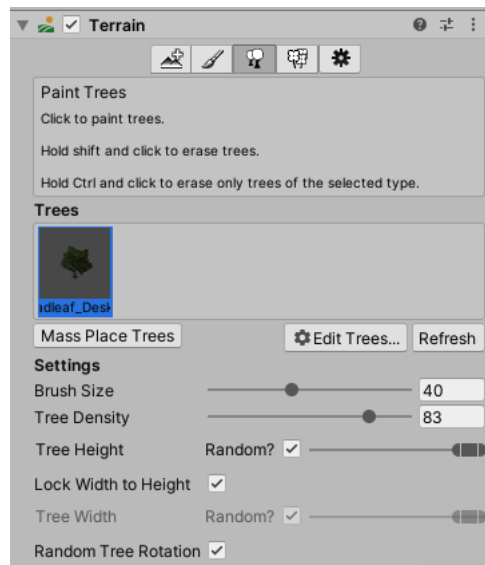 Terrain
Paint Trees
Click to paint trees.
Hold shift and click to erase trees.
Hold Ctrl and click to erase only trees of the selected type.
Trees
adleaf_Desk
Mass Place Trees
Edit Trees...
Refresh
Settings
Brush Size 40
Tree Density 83
Tree Height Random?
Lock Width to Height
Tree Width Random?
Random Tree Rotation